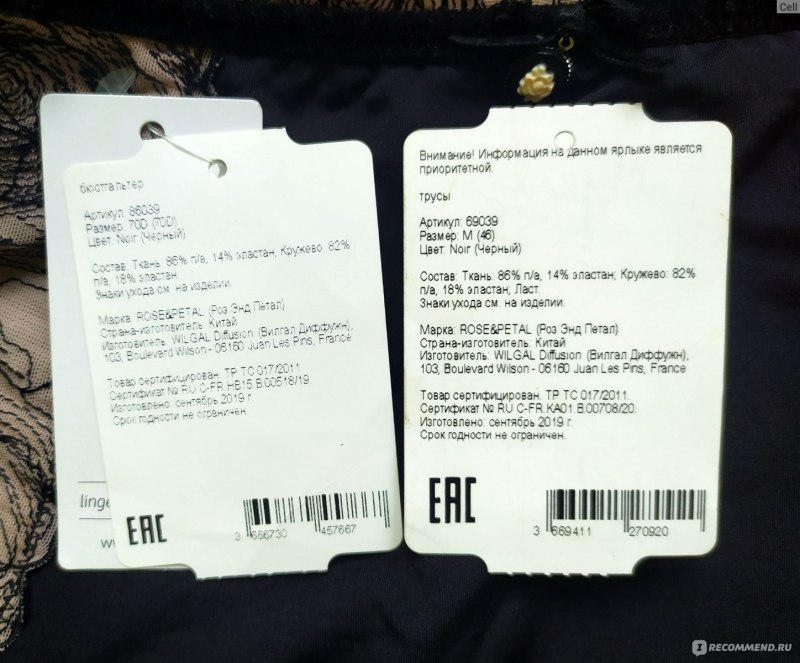 Cell
бюстгальтер
Артикул: 86039
Размер: 70D (70D)
Цвет: Noir (Черный)
Состав: Ткань: 86% п/а, 14% эластан; Кружево: 82%
п/а, 18% эластан.
Знаки ухода см. на изделии.
Марка: ROSE&PETAL (Роз Энд Петал)
Страна-изготовитель: Китай
Изготовитель: WILGAL Diffusion (Вилгал Диффужн),
103, Boulevard Wilson - 06160 Juan Les Pins, France
Товар сертифицирован: ТР ТС 017/2011.
Сертификат № RU C-FR.HB15.B.00518/19.
Изготовлено: сентябрь 2019 г.
Срок годности не ограничен.
EAC
3 666730 457667
linge
ww
Внимание! Информация на данном ярлыке является
приоритетной.
трусы
Артикул: 69039
Размер: M (46)
Цвет: Noir (Черный)
Состав: Ткань: 86% п/а, 14% эластан; Кружево: 82%
п/а, 18% эластан; Ласт.
Знаки ухода см. на изделии.
Марка: ROSE&PETAL (Роз Энд Петал)
Страна-изготовитель: Китай
Изготовитель: WILGAL Diffusion (Вилгал Диффужн),
103, Boulevard Wilson - 06160 Juan Les Pins, France
Товар сертифицирован: ТР ТС 017/2011.
Сертификат № RU C-FR.KA01.B.00708/20.
Изготовлено: сентябрь 2019 г.
Срок годности не ограничен.
EAC
3 669411 270920
I RECOMMEND.RU